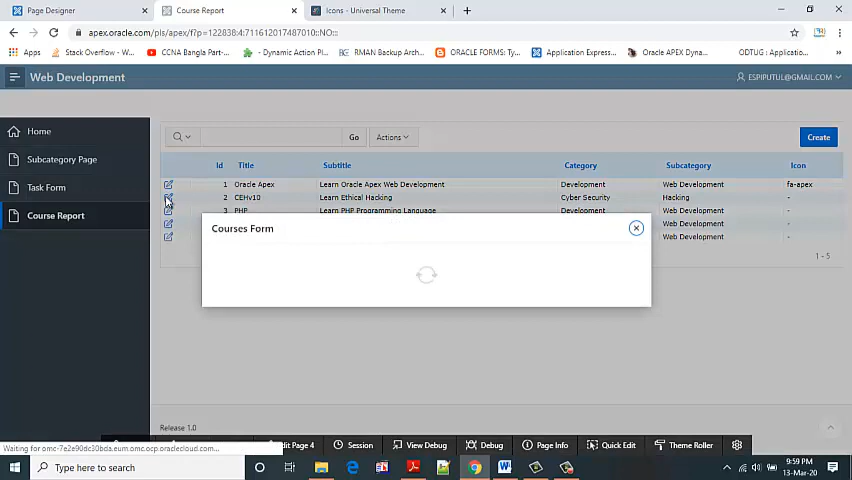 Page Designer
Course Report
Icons - Universal Theme
apex.oracle.com/pls/apex/f?p=122838:4:711612017487010::NO:::
Apps
Stack Overflow - W...
CCNA Bangla Part-...
- Dynamic Action Pl...
RMAN Backup Arch...
ORACLE FORMS: Ty...
Application Express...
Oracle APEX Dyna...
ODTUG : Applicatio...
Web Development
ESPIPUTUL@GMAIL.COM
Home
Subcategory Page
Task Form
Course Report
Go
Actions
Create
Id Title Subtitle Category Subcategory Icon
1 Oracle Apex Learn Oracle Apex Web Development Development Web Development fa-apex
2 CEHv10 Learn Ethical Hacking Cyber Security Hacking -
3 PHP Learn PHP Programming Language Development Web Development -
Web Development -
Web Development -
1 - 5
Courses Form
Release 1.0
Edit Page 4
Session
View Debug
Debug
Page Info
Quick Edit
Theme Roller
Waiting for omc-7e2e90dc30bda.eum.omc.ocp.oraclecloud.com...
Type here to search
9:59 PM
13-Mar-20